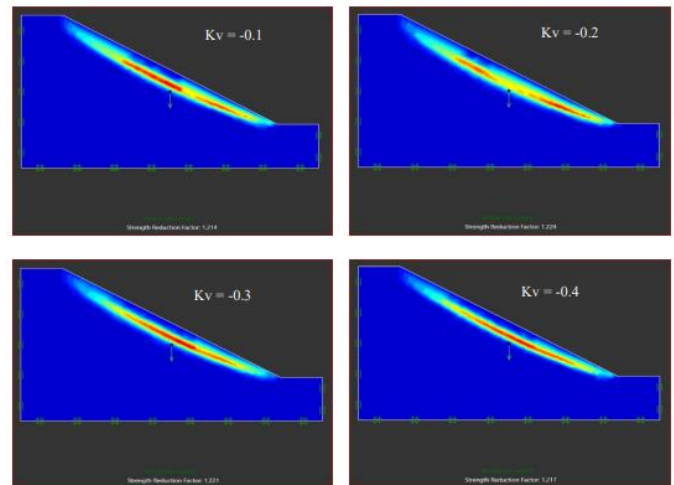 Kv = -0.1
Strength Reduction Factor: 1.214
Kv = -0.2
Strength Reduction Factor: 1.224
Kv = -0.3
Strength Reduction Factor: 1.221
Kv = -0.4
Strength Reduction Factor: 1.217